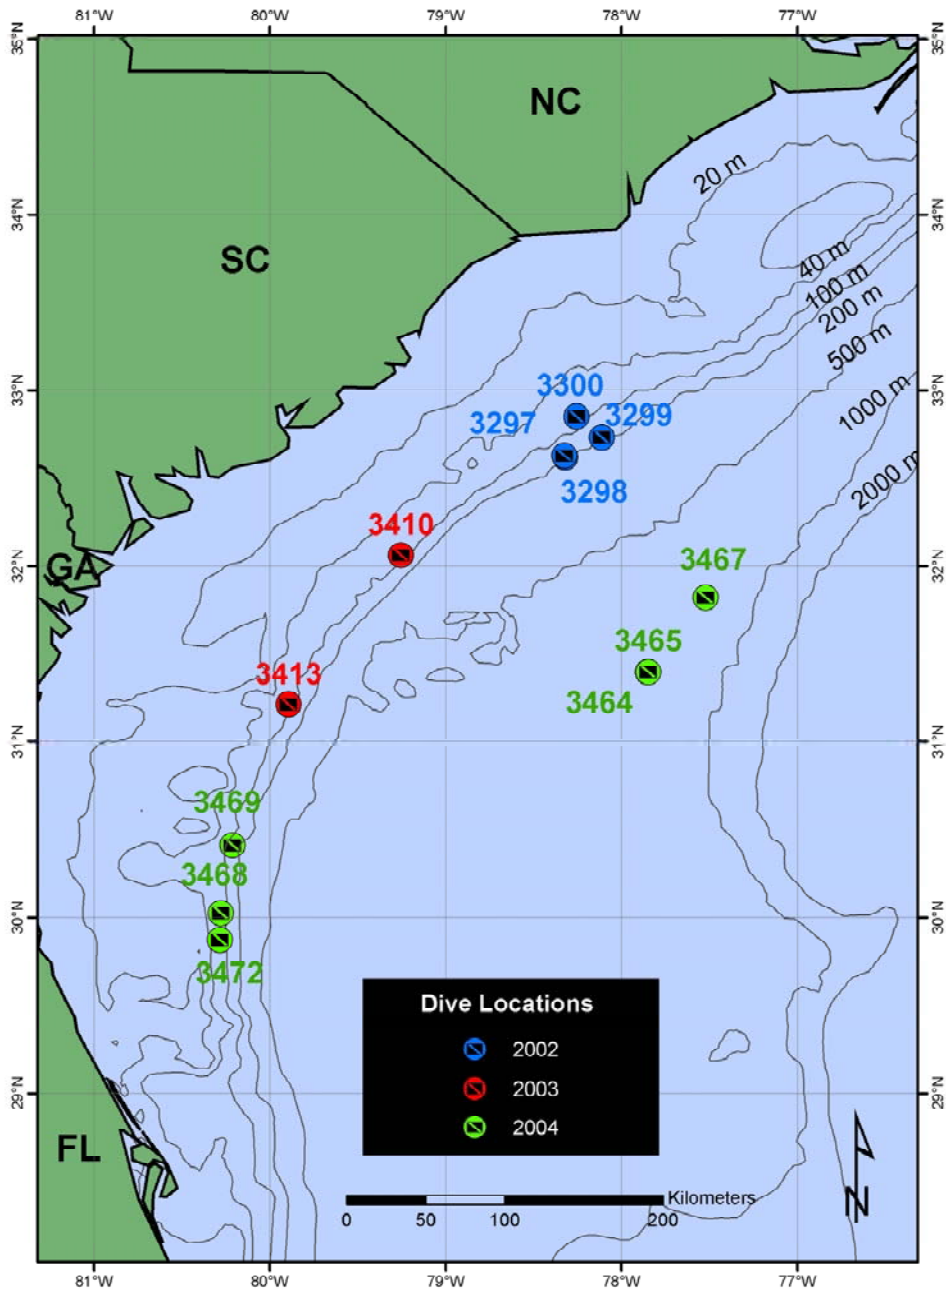 81°W 80°W 79°W 78°W 77°W
35°N 35°N
NC
20 m
34°N 34°N
SC
40 m
100 m
200 m
500 m
33°N 33°N
3300
1000 m
3297 3299
2000 m
3298
3410
32°N 32°N
GA
3467
3465
3413
3464
31°N 31°N
3469
3468
30°N 30°N
3472
Dive Locations
2002
2003
29°N 29°N
2004
FL
Kilometers
0 50 100 200
N
81°W 80°W 79°W 78°W 77°W